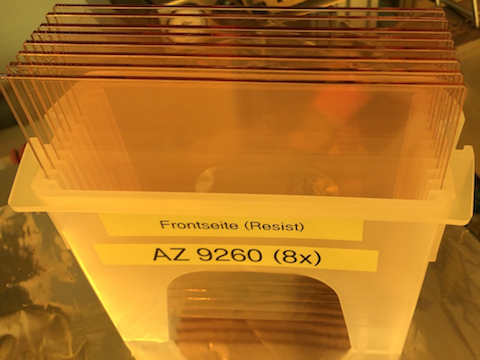 Frontseite (Resist)
AZ 9260 (8x)